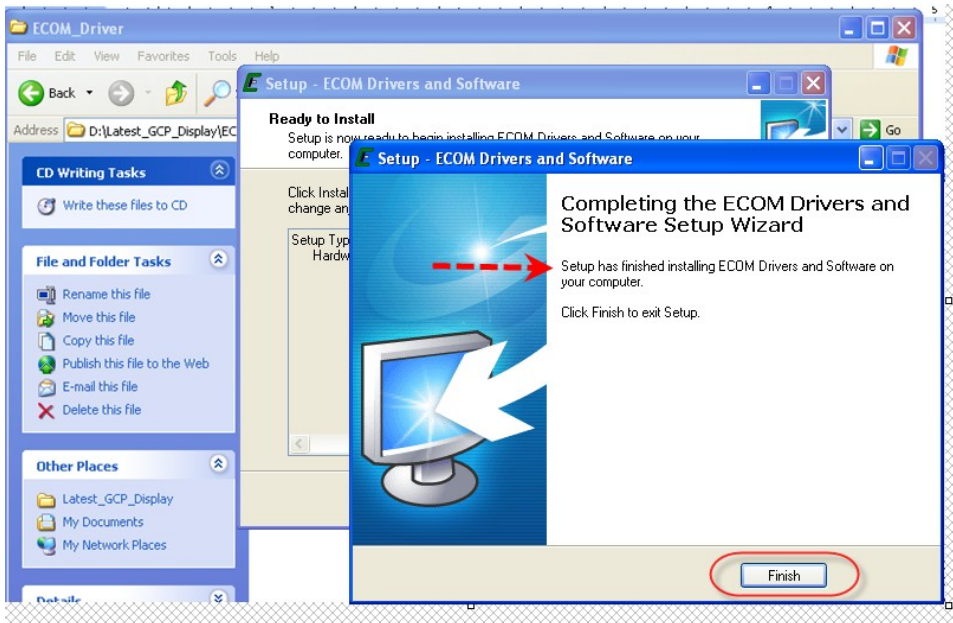 5
ECOM_Driver
File Edit View Favorites Tools Help
Back
Address D:\Latest_GCP_Display\EC
Go
CD Writing Tasks
Write these files to CD
File and Folder Tasks
Rename this file
Move this file
Copy this file
Publish this file to the Web
E-mail this file
Delete this file
Other Places
Latest_GCP_Display
My Documents
My Network Places
Details
E Setup - ECOM Drivers and Software
Ready to Install
Setup is now ready to begin installing ECOM Drivers and Software on your
computer.
Click Instal
change an
Setup Typ
Hardw
E Setup - ECOM Drivers and Software
Completing the ECOM Drivers and
Software Setup Wizard
Setup has finished installing ECOM Drivers and Software on
your computer.
Click Finish to exit Setup.
Finish